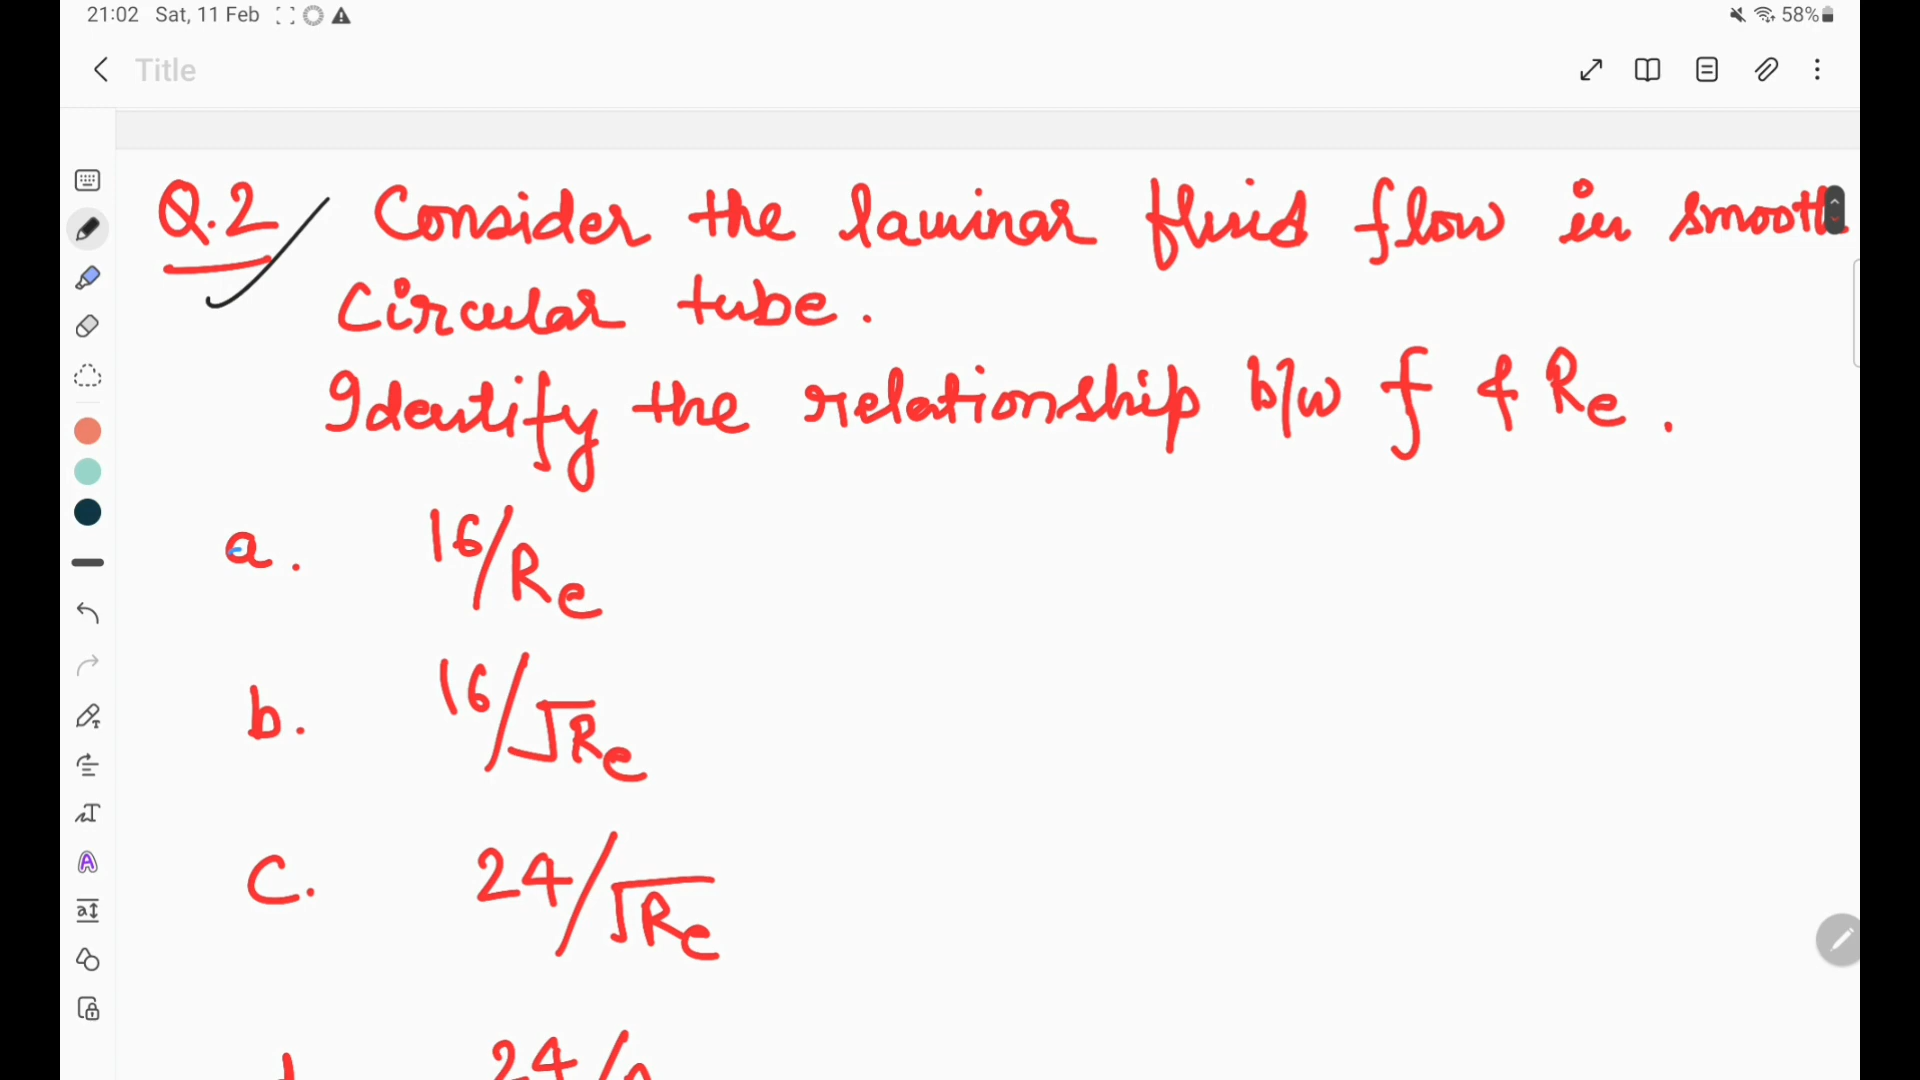 21:02 Sat, 11 Feb 58%
Title
Q.2 Consider the laminar fluid flow in smooth
circular tube.
Identify the relationship b/w f & Re.
a. 16/Re
b. 16/√Re
c. 24/√Re
24/